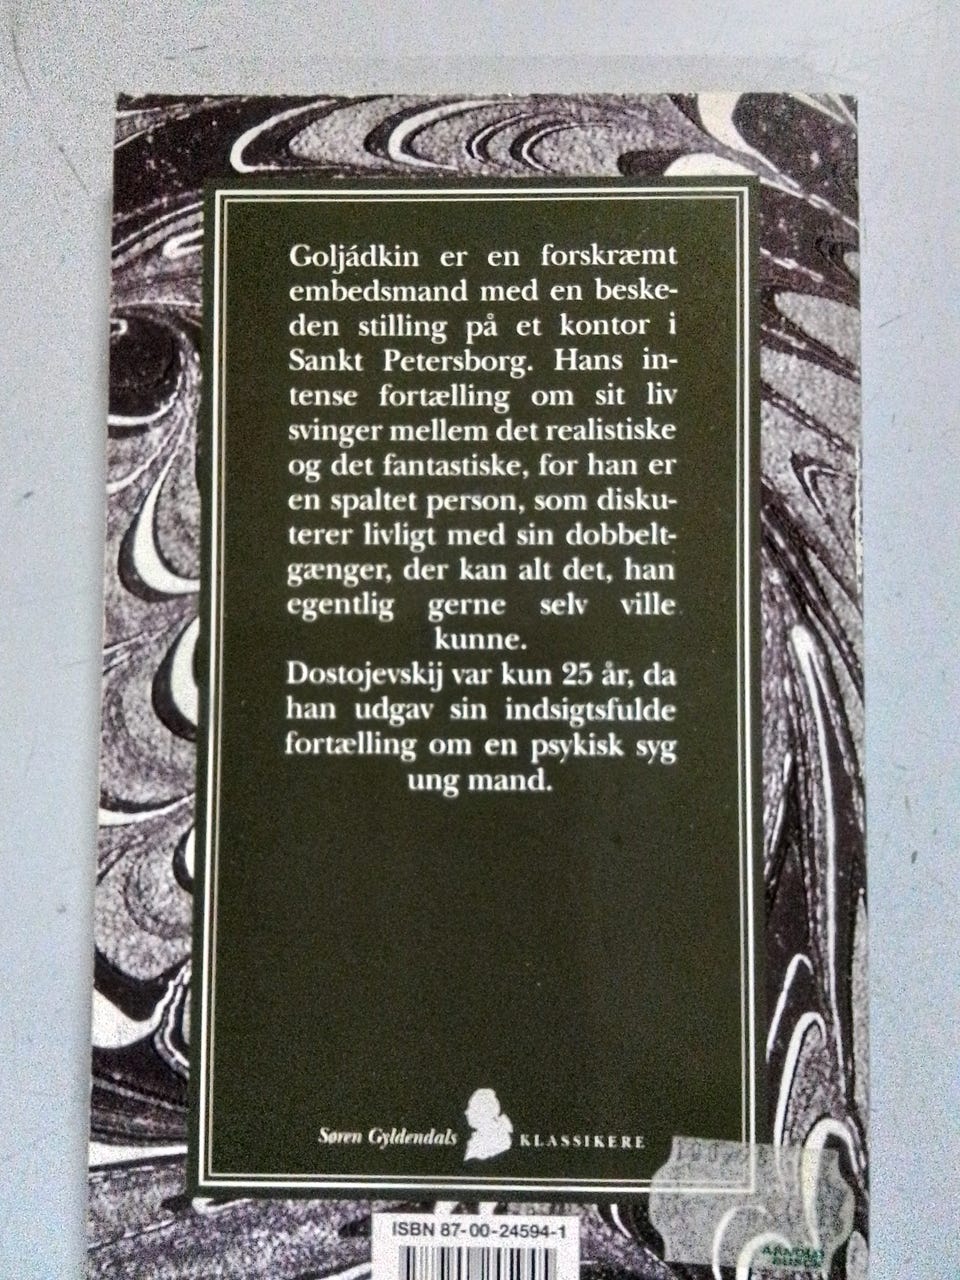 Goljádkin er en forskræmt
embedsmand med en beske-
den stilling på et kontor i
Sankt Petersborg. Hans in-
tense fortælling om sit liv
svinger mellem det realistiske
og det fantastiske, for han er
en spaltet person, som disku-
terer livligt med sin dobbelt-
gænger, der kan alt det, han
egentlig gerne selv ville
kunne.
Dostojevskij var kun 25 år, da
han udgav sin indsigtsfulde
fortælling om en psykisk syg
ung mand.
Søren Gyldendals KLASSIKERE
ISBN 87-00-24594-1